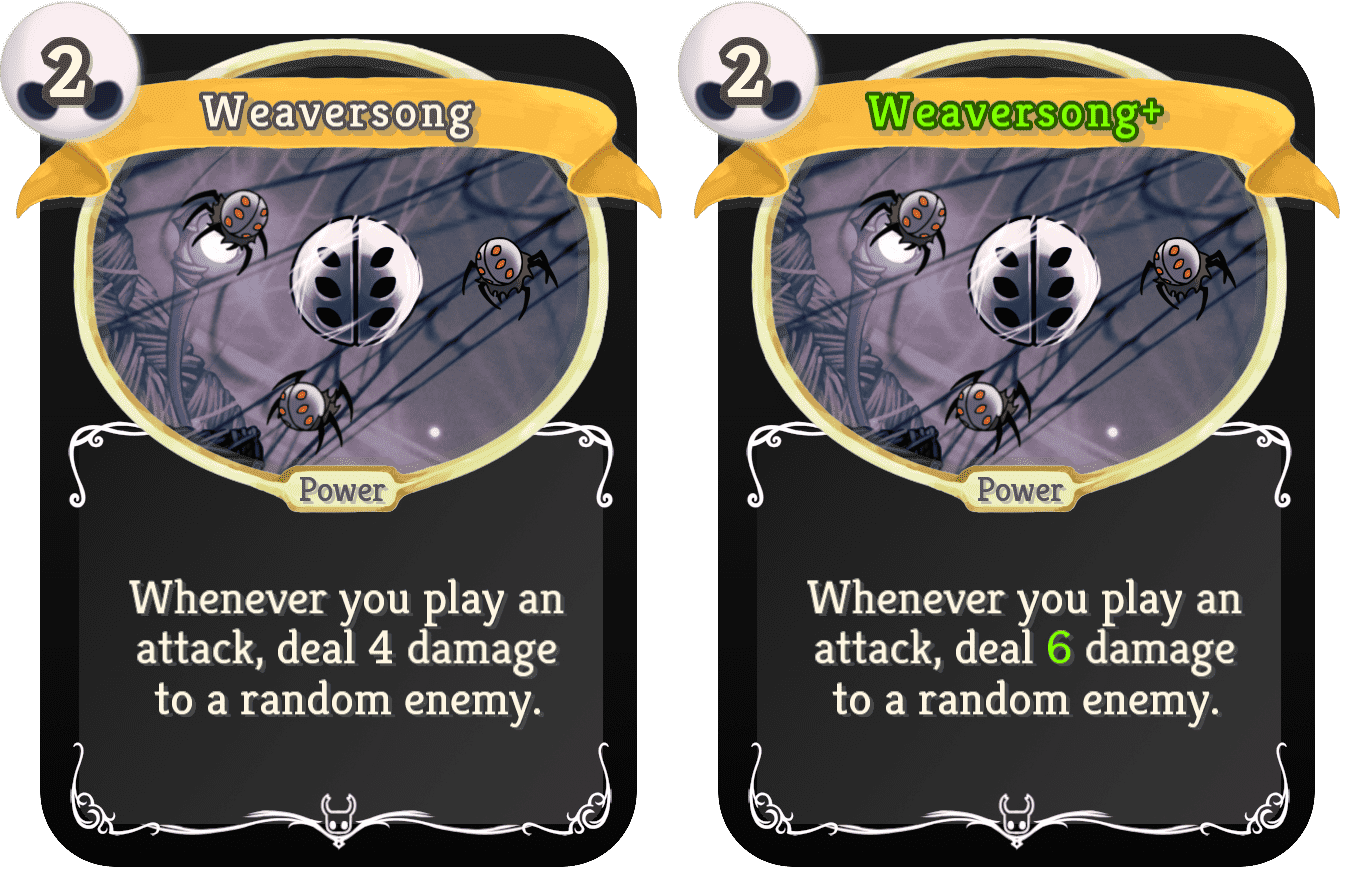 2
Weaversong
Power
Whenever you play an
attack, deal 4 damage
to a random enemy.
2
Weaversong+
Power
Whenever you play an
attack, deal 6 damage
to a random enemy.